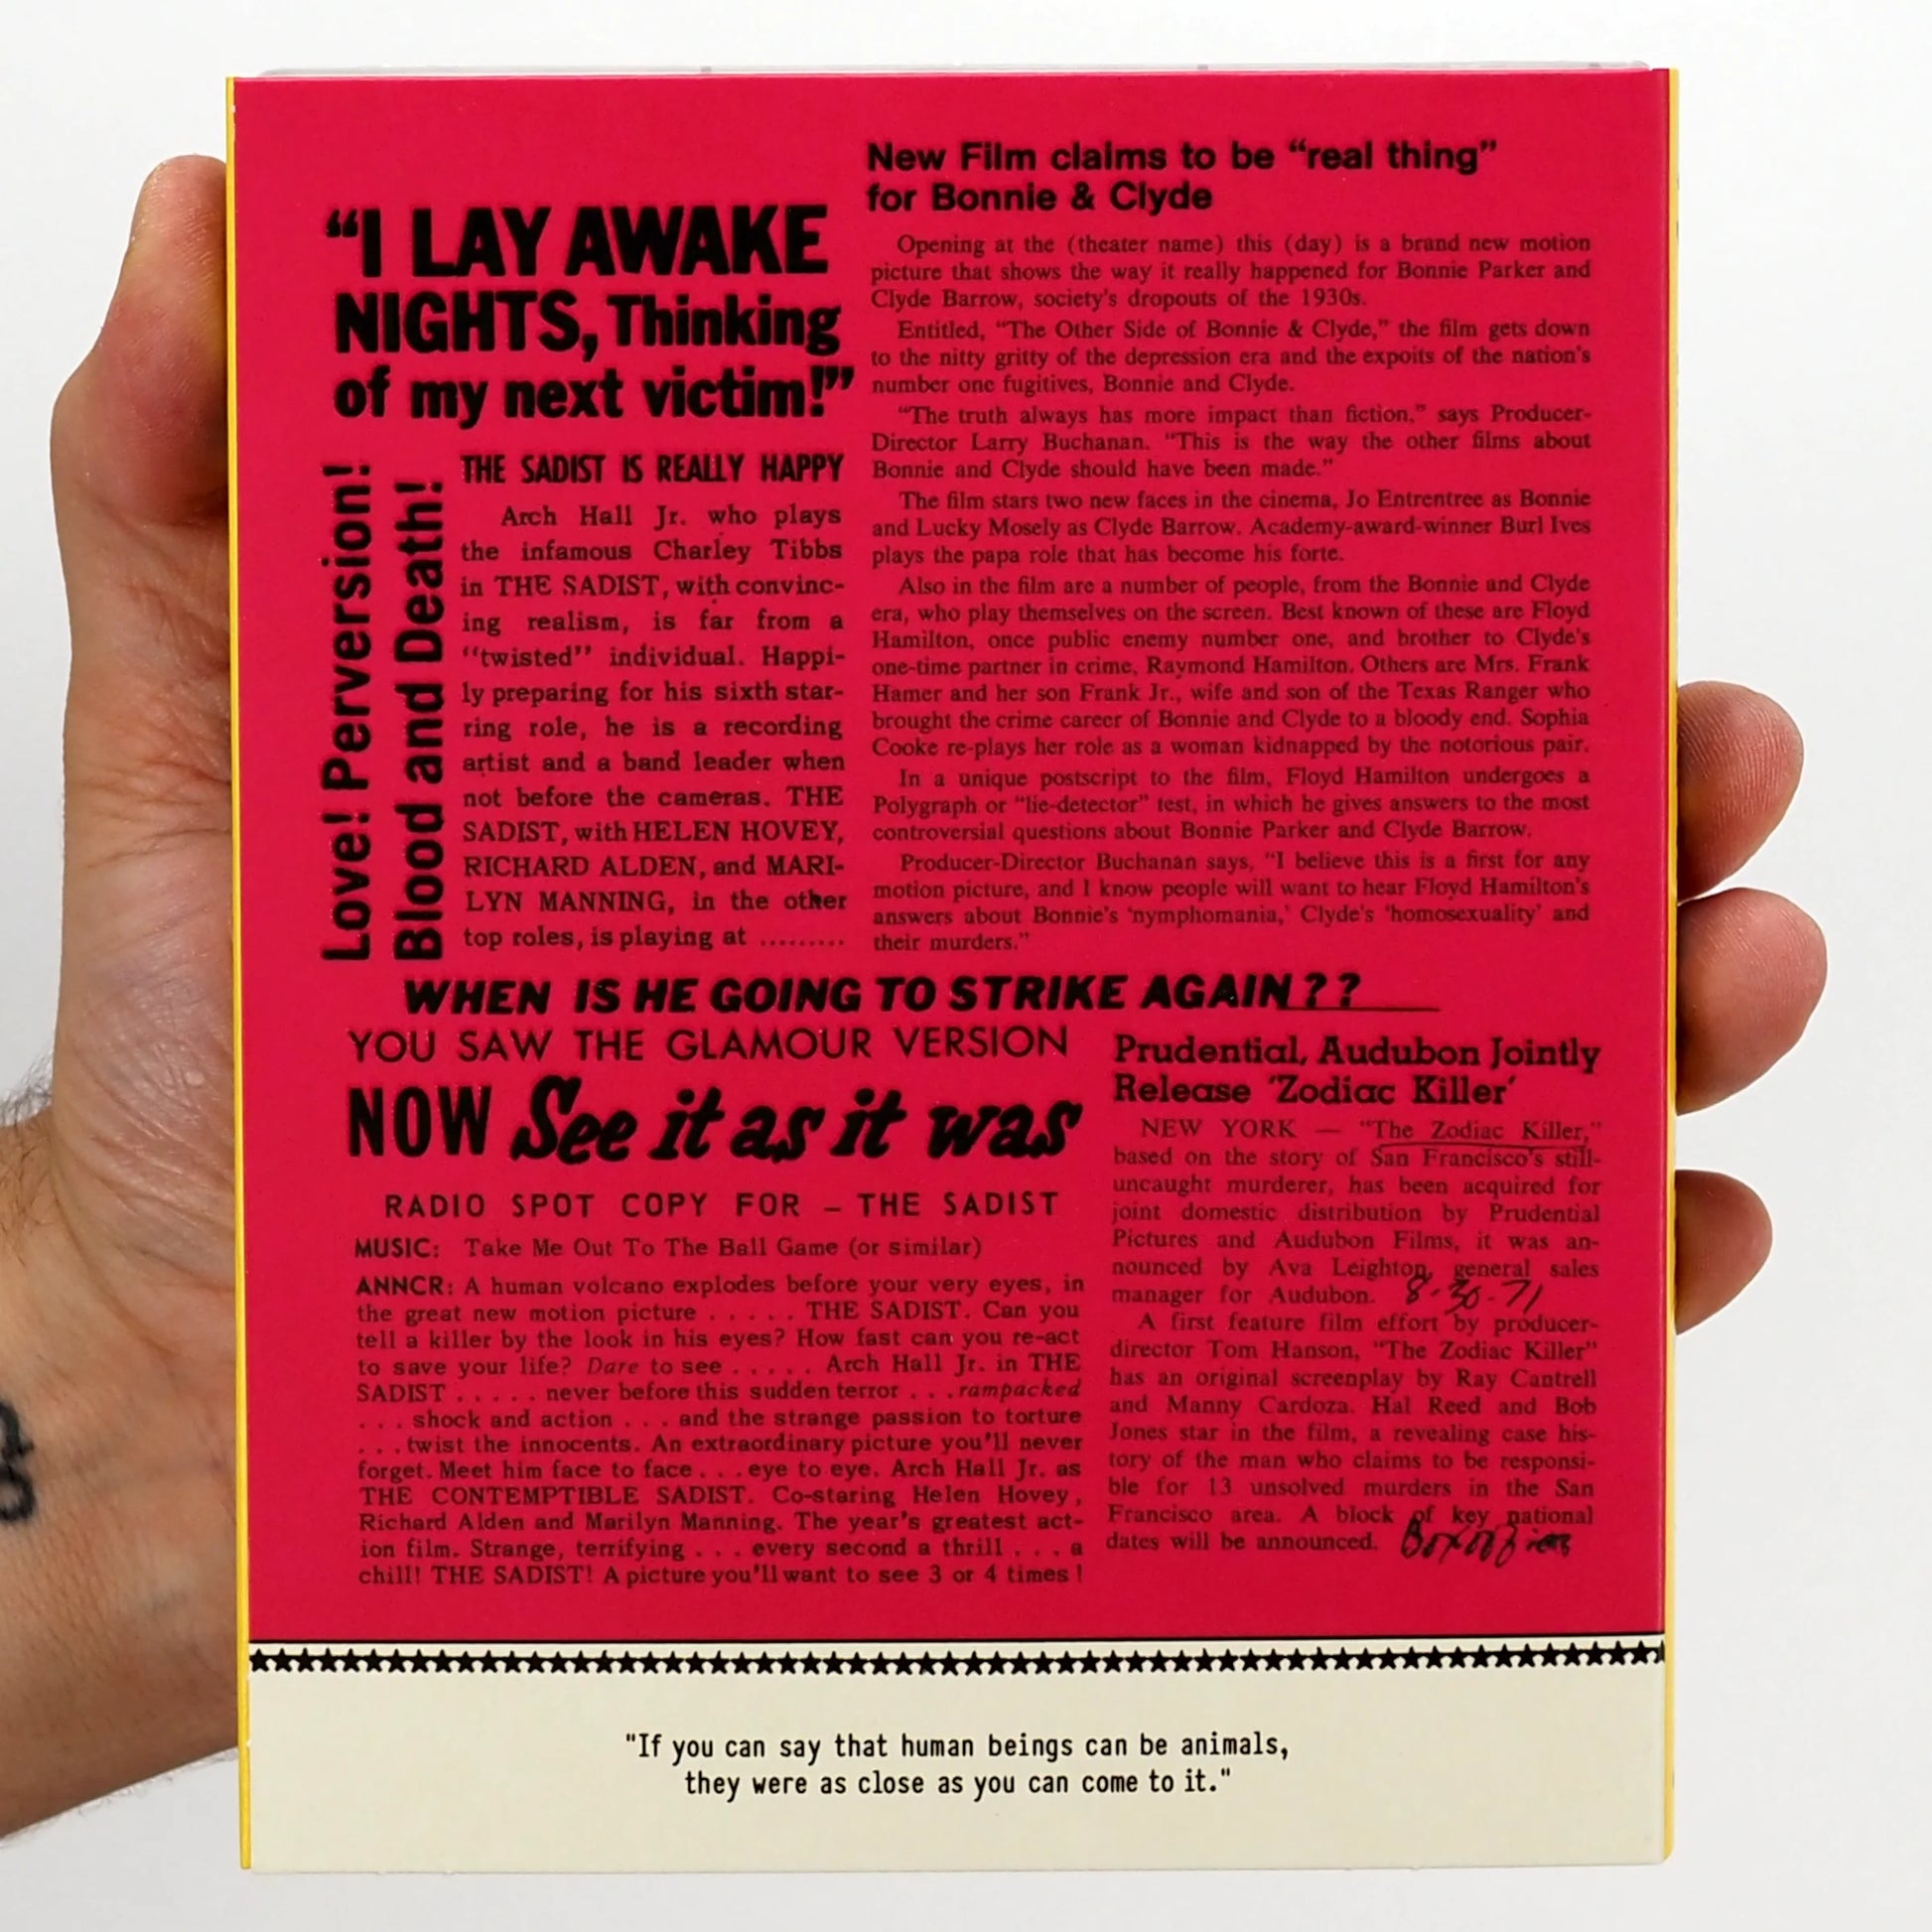 “I LAY AWAKE
NIGHTS, Thinking
of my next victim!”
Love! Perversion!
Blood and Death!
THE SADIST IS REALLY HAPPY
Arch Hall Jr. who plays
the infamous Charley Tibbs
in THE SADIST, with convinc-
ing realism, is far from a
“twisted” individual. Happi-
ly preparing for his sixth star-
ring role, he is a recording
artist and a band leader when
not before the cameras. THE
SADIST, with HELEN HOVEY,
RICHARD ALDEN, and MARI-
LYN MANNING, in the other
top roles, is playing at .........
New Film claims to be “real thing”
for Bonnie & Clyde
Opening at the (theater name) this (day) is a brand new motion
picture that shows the way it really happened for Bonnie Parker and
Clyde Barrow, society's dropouts of the 1930s.
Entitled, “The Other Side of Bonnie & Clyde,” the film gets down
to the nitty gritty of the depression era and the expoits of the nation's
number one fugitives, Bonnie and Clyde.
“The truth always has more impact than fiction,” says Producer-
Director Larry Buchanan. “This is the way the other films about
Bonnie and Clyde should have been made.”
The film stars two new faces in the cinema, Jo Entrentree as Bonnie
and Lucky Mosely as Clyde Barrow. Academy-award-winner Burl Ives
plays the papa role that has become his forte.
Also in the film are a number of people, from the Bonnie and Clyde
era, who play themselves on the screen. Best known of these are Floyd
Hamilton, once public enemy number one, and brother to Clyde's
one-time partner in crime, Raymond Hamilton. Others are Mrs. Frank
Hamer and her son Frank Jr., wife and son of the Texas Ranger who
brought the crime career of Bonnie and Clyde to a bloody end. Sophia
Cooke re-plays her role as a woman kidnapped by the notorious pair.
In a unique postscript to the film, Floyd Hamilton undergoes a
Polygraph or “lie-detector” test, in which he gives answers to the most
controversial questions about Bonnie Parker and Clyde Barrow.
Producer-Director Buchanan says, “I believe this is a first for any
motion picture, and I know people will want to hear Floyd Hamilton's
answers about Bonnie's ‘nymphomania,’ Clyde's ‘homosexuality’ and
their murders.”
WHEN IS HE GOING TO STRIKE AGAIN??
YOU SAW THE GLAMOUR VERSION
NOW See it as it was
RADIO SPOT COPY FOR – THE SADIST
MUSIC: Take Me Out To The Ball Game (or similar)
ANNCR: A human volcano explodes before your very eyes, in
the great new motion picture . . . . . THE SADIST. Can you
tell a killer by the look in his eyes? How fast can you re-act
to save your life? Dare to see . . . . . Arch Hall Jr. in THE
SADIST . . . . . never before this sudden terror . . . rampacked
. . . shock and action . . . and the strange passion to torture
. . . twist the innocents. An extraordinary picture you'll never
forget. Meet him face to face . . . eye to eye. Arch Hall Jr. as
THE CONTEMPTIBLE SADIST. Co-staring Helen Hovey,
Richard Alden and Marilyn Manning. The year's greatest act-
ion film. Strange, terrifying . . . every second a thrill . . . a
chill! THE SADIST! A picture you'll want to see 3 or 4 times!
Prudential, Audubon Jointly
Release ‘Zodiac Killer’
NEW YORK — “The Zodiac Killer,”
based on the story of San Francisco's still-
uncaught murderer, has been acquired for
joint domestic distribution by Prudential
Pictures and Audubon Films, it was an-
nounced by Ava Leighton, general sales
manager for Audubon. 8-30-71
A first feature film effort by producer-
director Tom Hanson, “The Zodiac Killer”
has an original screenplay by Ray Cantrell
and Manny Cardoza. Hal Reed and Bob
Jones star in the film, a revealing case his-
tory of the man who claims to be responsi-
ble for 13 unsolved murders in the San
Francisco area. A block of key national
dates will be announced. Boxoffice
"If you can say that human beings can be animals,
they were as close as you can come to it."